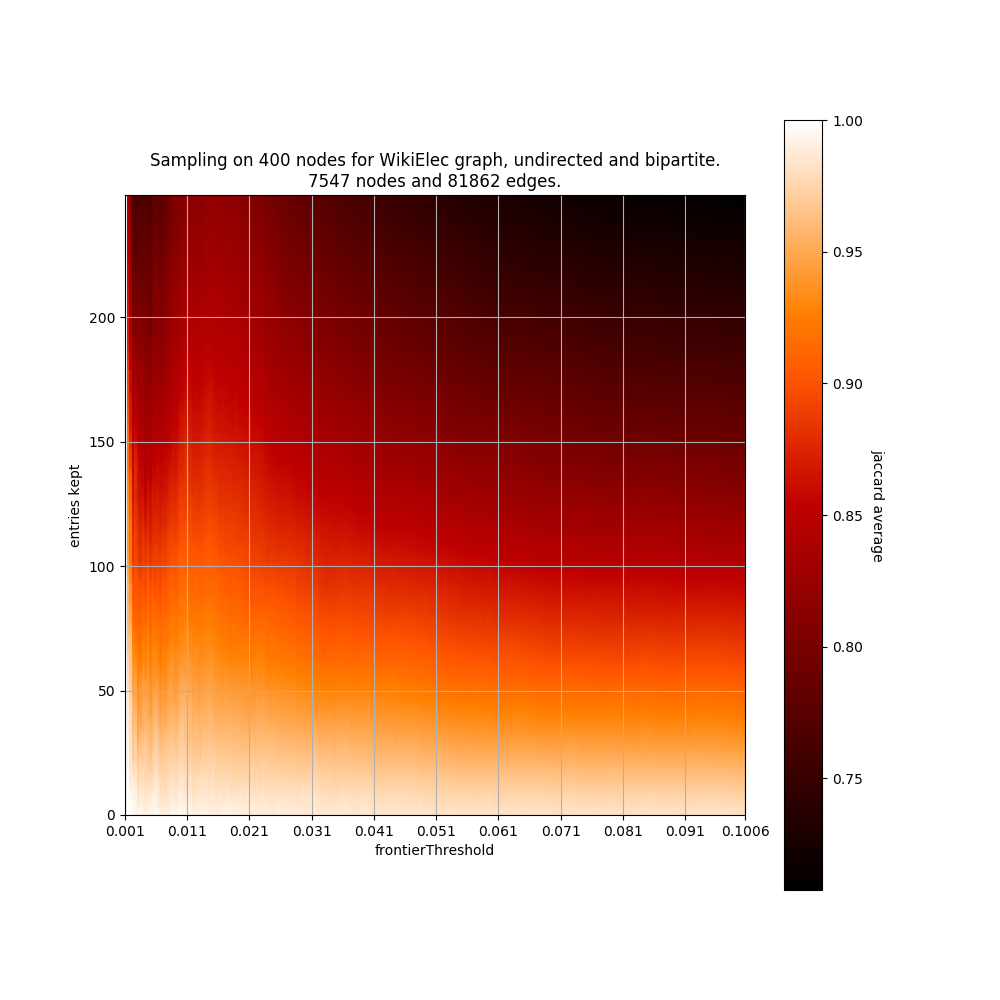 Sampling on 400 nodes for WikiElec graph, undirected and bipartite.
7547 nodes and 81862 edges.
200
150
100
50
0
entries kept
0.001 0.011 0.021 0.031 0.041 0.051 0.061 0.071 0.081 0.091 0.1006
frontierThreshold
1.00
0.95
0.90
0.85
0.80
0.75
jaccard average